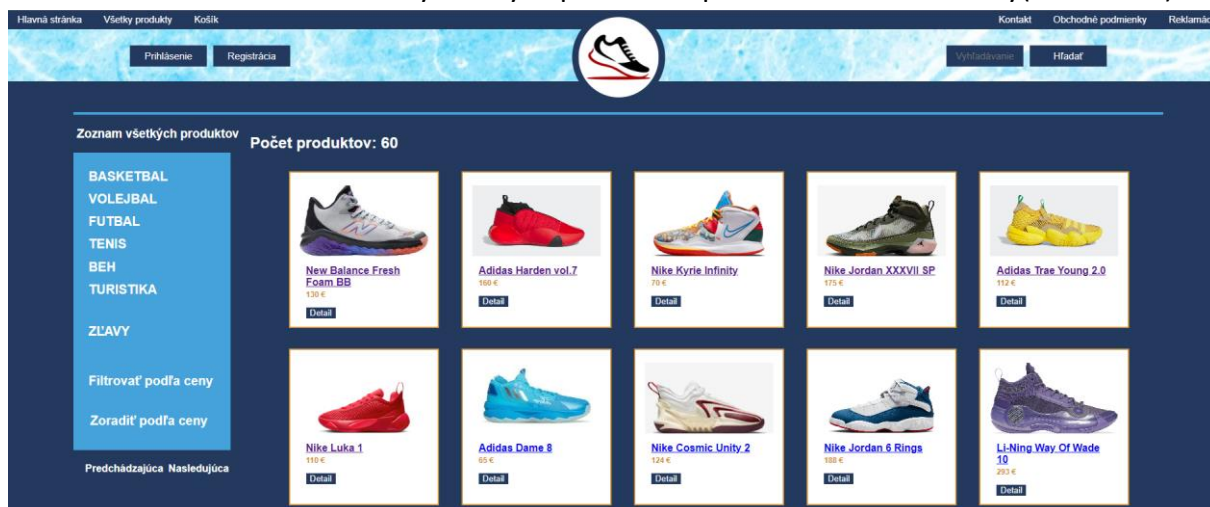 Hlavná stránka Všetky produkty Košík Kontakt Obchodné podmienky Reklamác
Prihlásenie Registrácia Vyhľadávanie Hľadať
Zoznam všetkých produktov
Počet produktov: 60
BASKETBAL
VOLEJBAL
FUTBAL
TENIS
BEH
TURISTIKA
ZĽAVY
Filtrovať podľa ceny
Zoradiť podľa ceny
Predchádzajúca Nasledujúca
New Balance Fresh
Foam BB
130 €
Detail
Adidas Harden vol.7
160 €
Detail
Nike Kyrie Infinity
70 €
Detail
Nike Jordan XXXVII SP
175 €
Detail
Adidas Trae Young 2.0
112 €
Detail
Nike Luka 1
110 €
Detail
Adidas Dame 8
65 €
Detail
Nike Cosmic Unity 2
124 €
Detail
Nike Jordan 6 Rings
188 €
Detail
Li-Ning Way Of Wade
10
293 €
Detail